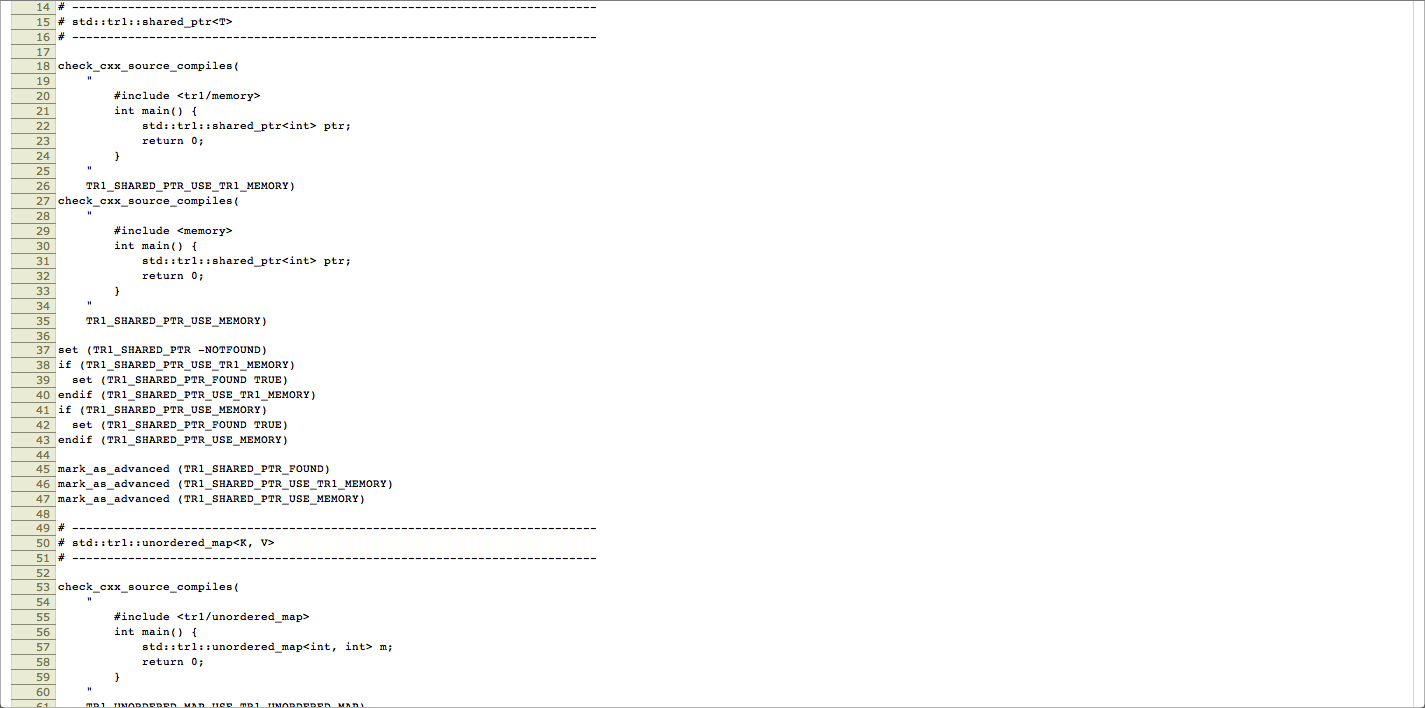 14 # ---------------------------------------------------------------------------
15 # std::tr1::shared_ptr<T>
16 # ---------------------------------------------------------------------------
17
18 check_cxx_source_compiles(
19     "
20         #include <tr1/memory>
21         int main() {
22             std::tr1::shared_ptr<int> ptr;
23             return 0;
24         }
25     "
26     TR1_SHARED_PTR_USE_TR1_MEMORY)
27 check_cxx_source_compiles(
28     "
29         #include <memory>
30         int main() {
31             std::tr1::shared_ptr<int> ptr;
32             return 0;
33         }
34     "
35     TR1_SHARED_PTR_USE_MEMORY)
36
37 set (TR1_SHARED_PTR -NOTFOUND)
38 if (TR1_SHARED_PTR_USE_TR1_MEMORY)
39   set (TR1_SHARED_PTR_FOUND TRUE)
40 endif (TR1_SHARED_PTR_USE_TR1_MEMORY)
41 if (TR1_SHARED_PTR_USE_MEMORY)
42   set (TR1_SHARED_PTR_FOUND TRUE)
43 endif (TR1_SHARED_PTR_USE_MEMORY)
44
45 mark_as_advanced (TR1_SHARED_PTR_FOUND)
46 mark_as_advanced (TR1_SHARED_PTR_USE_TR1_MEMORY)
47 mark_as_advanced (TR1_SHARED_PTR_USE_MEMORY)
48
49 # ---------------------------------------------------------------------------
50 # std::tr1::unordered_map<K, V>
51 # ---------------------------------------------------------------------------
52
53 check_cxx_source_compiles(
54     "
55         #include <tr1/unordered_map>
56         int main() {
57             std::tr1::unordered_map<int, int> m;
58             return 0;
59         }
60     "
61     TR1_UNORDERED_MAP_USE_TR1_UNORDERED_MAP)